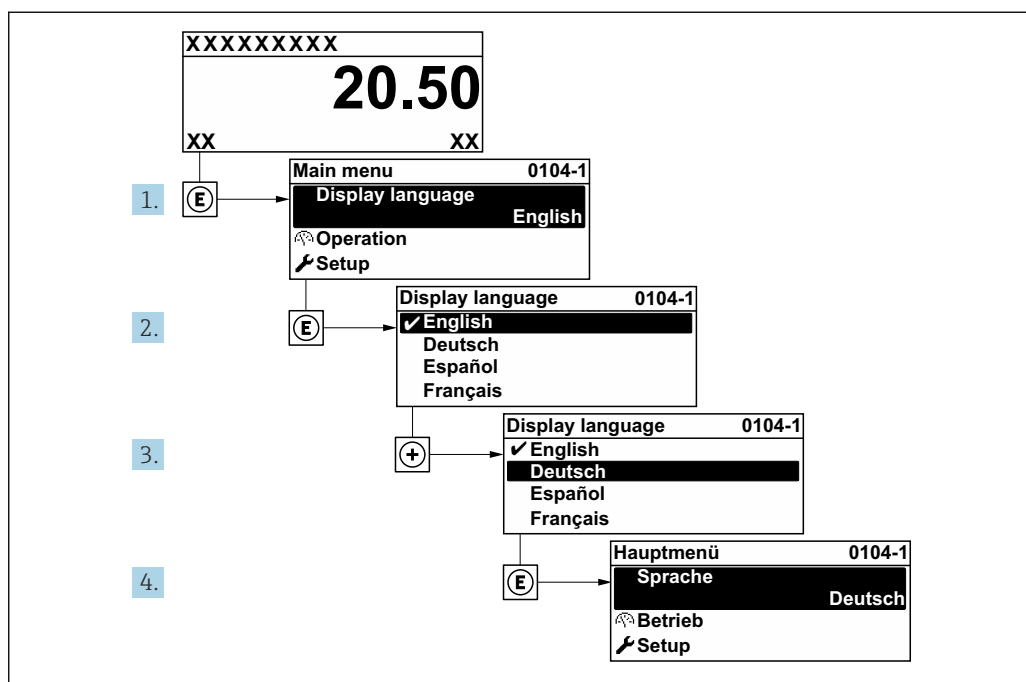 XXXXXXXXX
20.50
XX XX
1. E
Main menu 0104-1
Display language
English
Operation
Setup
2. E
Display language 0104-1
✔ English
Deutsch
Español
Français
3. +
Display language 0104-1
✔ English
Deutsch
Español
Français
4. E
Hauptmenü 0104-1
Sprache
Deutsch
Betrieb
Setup